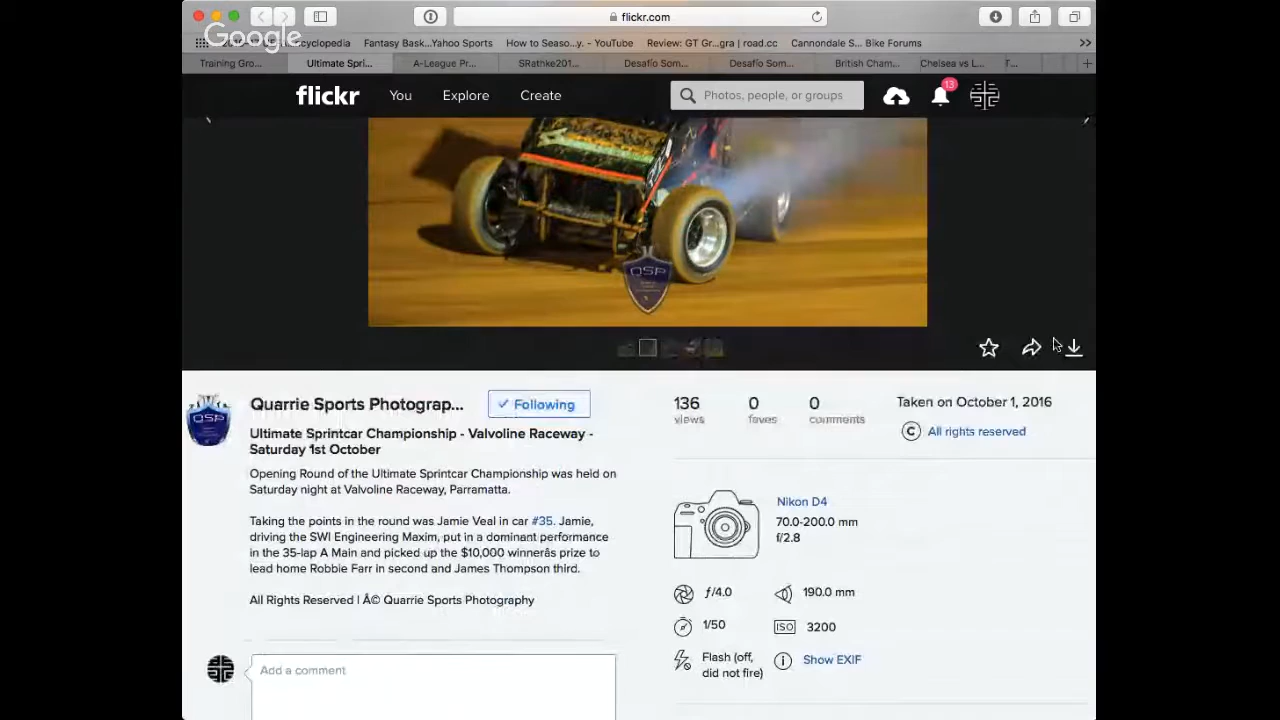 flickr.com
Google
cyclopedia
Fantasy Bask...Yahoo Sports
How to Seaso...y. - YouTube
Review: GT Gr...gra | road.cc
Cannondale S... Bike Forums
Training Gro...
Ultimate Spri...
A-League Pr...
SRathke201...
Desafío Som...
Desafío Som...
British Cham...
Chelsea vs L...
T...
flickr
You
Explore
Create
Photos, people, or groups
13
QSP
QSP
Quarrie Sports Photograp...
Following
Ultimate Sprintcar Championship - Valvoline Raceway -
Saturday 1st October
Opening Round of the Ultimate Sprintcar Championship was held on
Saturday night at Valvoline Raceway, Parramatta.
Taking the points in the round was Jamie Veal in car #35. Jamie,
driving the SWI Engineering Maxim, put in a dominant performance
in the 35-lap A Main and picked up the $10,000 winnerâs prize to
lead home Robbie Farr in second and James Thompson third.
All Rights Reserved | Â© Quarrie Sports Photography
Add a comment
136
views
0
faves
0
comments
Taken on October 1, 2016
All rights reserved
Nikon D4
70.0-200.0 mm
f/2.8
ƒ/4.0
190.0 mm
1/50
ISO
3200
Flash (off,
did not fire)
Show EXIF